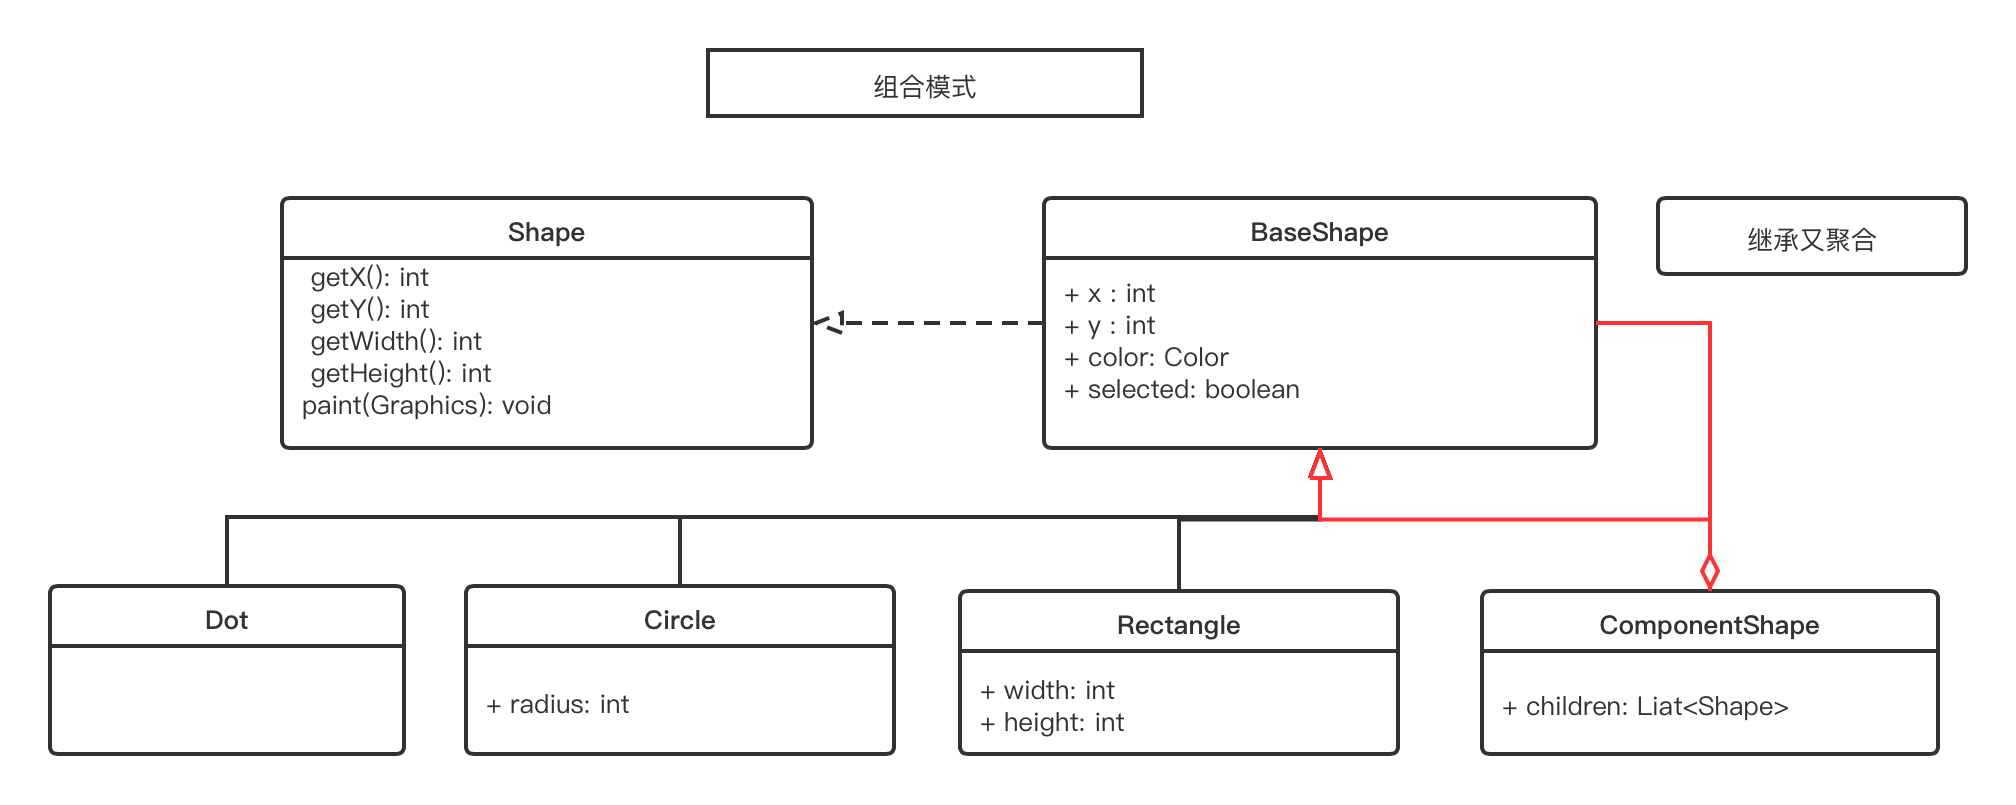 组合模式
Shape
getX(): int
getY(): int
getWidth(): int
getHeight(): int
paint(Graphics): void
BaseShape
+ x : int
+ y : int
+ color: Color
+ selected: boolean
继承又聚合
Dot
Circle
+ radius: int
Rectangle
+ width: int
+ height: int
ComponentShape
+ children: Liat<Shape>